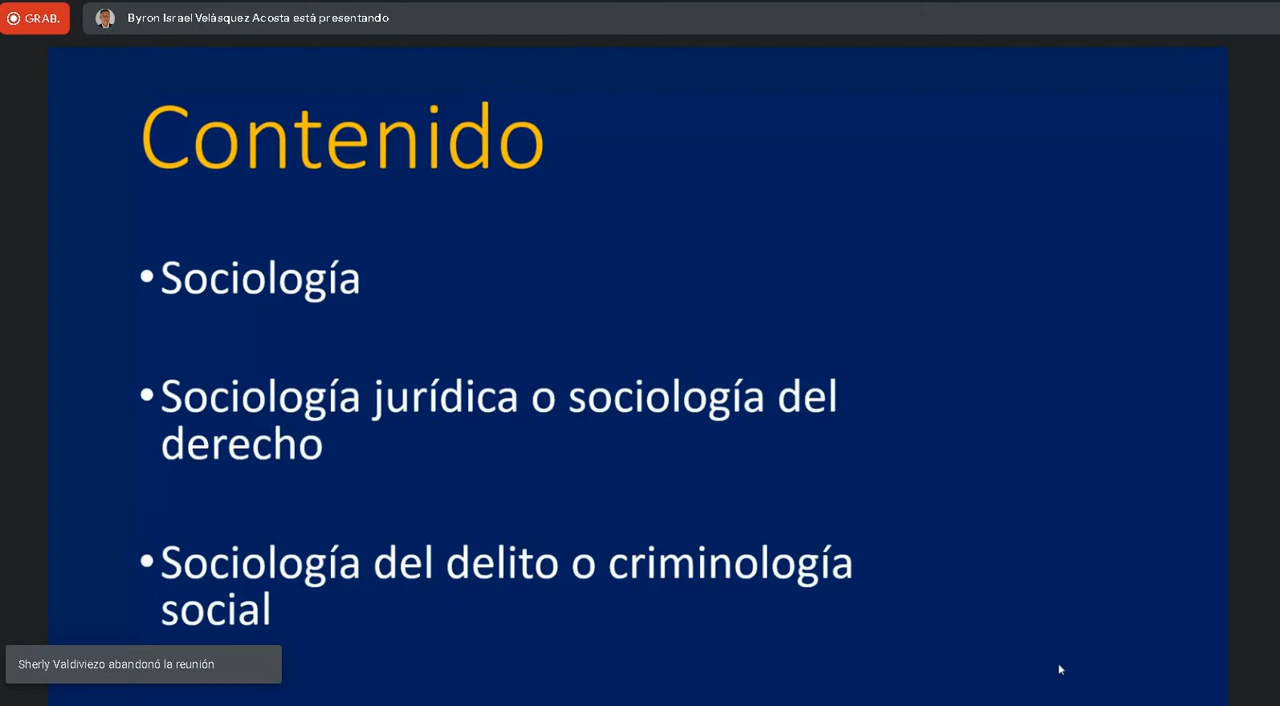 GRAB.
Byron Israel Velásquez Acosta está presentando
Contenido
•Sociología
•Sociología jurídica o sociología del
derecho
•Sociología del delito o criminología
social
Sherly Valdiviezo abandonó la reunión